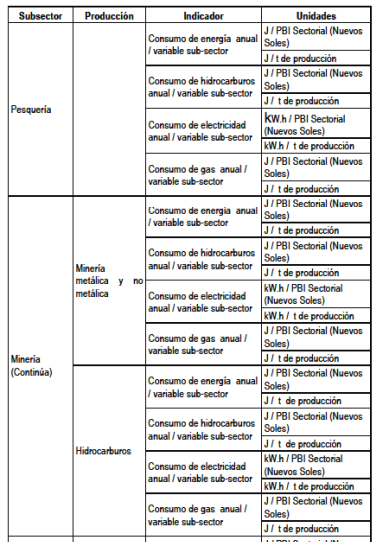 Subsector Producción Indicador Unidades
Pesquería
Consumo de energía anual
/ variable sub-sector
J / PBI Sectorial (Nuevos
Soles)
J / t de producción
Consumo de hidrocarburos
anual / variable sub-sector
J / PBI Sectorial (Nuevos
Soles)
J / t de producción
Consumo de electricidad
anual / variable sub-sector
kW.h / PBI Sectorial
(Nuevos Soles)
kW.h / t de producción
Consumo de gas anual /
variable sub-sector
J / PBI Sectorial (Nuevos
Soles)
J / t de producción
Minería
(Continúa)
Minería
metálica y no
metálica
Consumo de energía anual
/ variable sub-sector
J / PBI Sectorial (Nuevos
Soles)
J / t de producción
Consumo de hidrocarburos
anual / variable sub-sector
J / PBI Sectorial (Nuevos
Soles)
J / t de producción
Consumo de electricidad
anual / variable sub-sector
kW.h / PBI Sectorial
(Nuevos Soles)
kW.h / t de producción
Consumo de gas anual /
variable sub-sector
J / PBI Sectorial (Nuevos
Soles)
J / t de producción
Hidrocarburos
Consumo de energía anual
/ variable sub-sector
J / PBI Sectorial (Nuevos
Soles)
J / t de producción
Consumo de hidrocarburos
anual / variable sub-sector
J / PBI Sectorial (Nuevos
Soles)
J / t de producción
Consumo de electricidad
anual / variable sub-sector
kW.h / PBI Sectorial
(Nuevos Soles)
kW.h / t de producción
Consumo de gas anual /
variable sub-sector
J / PBI Sectorial (Nuevos
Soles)
J / t de producción